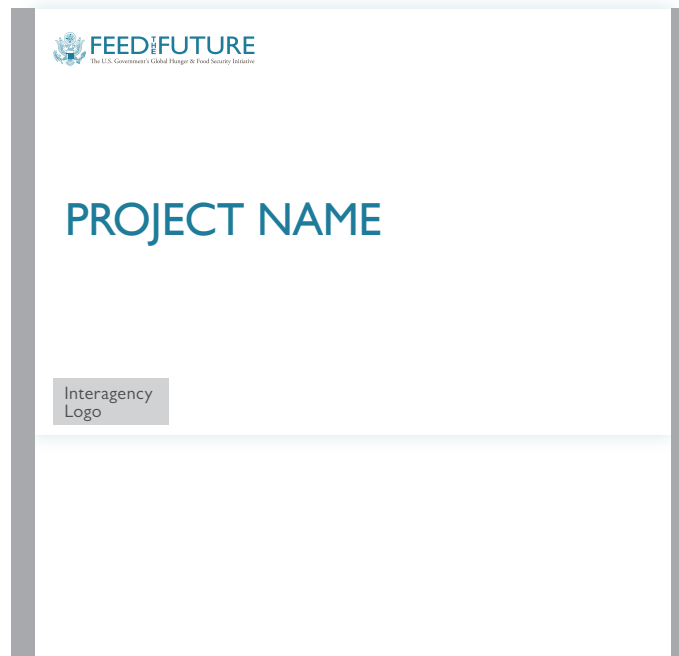 FEED THE FUTURE
The U.S. Government's Global Hunger & Food Security Initiative
PROJECT NAME
Interagency
Logo